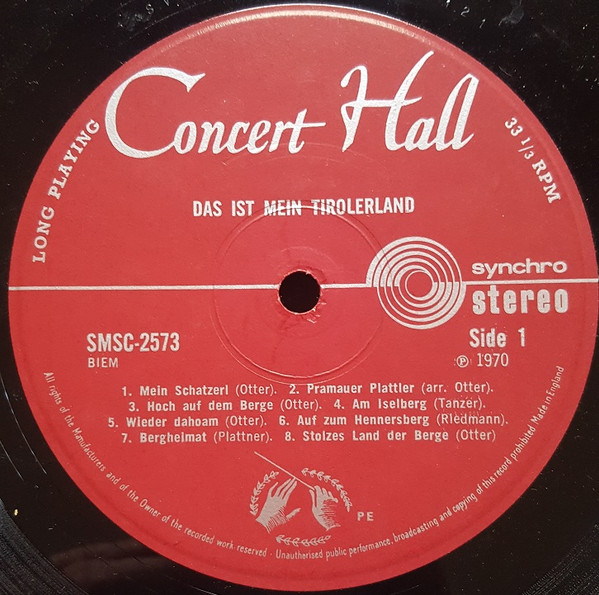 Concert Hall
LONG PLAYING
33 1/3 RPM
DAS IST MEIN TIROLERLAND
synchro
stereo
SMSC-2573
BIEM
Side 1
℗ 1970
1. Mein Schatzerl (Otter). 2. Pramauer Plattler (arr. Otter).
3. Hoch auf dem Berge (Otter). 4. Am Iselberg (Tanzer).
5. Wieder dahoam (Otter). 6. Auf zum Hennersberg (Riedmann).
7. Bergheimat (Plattner). 8. Stolzes Land der Berge (Otter)
PE
All rights of the Manufacturers and of the Owner of the recorded work reserved - Unauthorised public performance, broadcasting and copying of this record prohibited Made in England